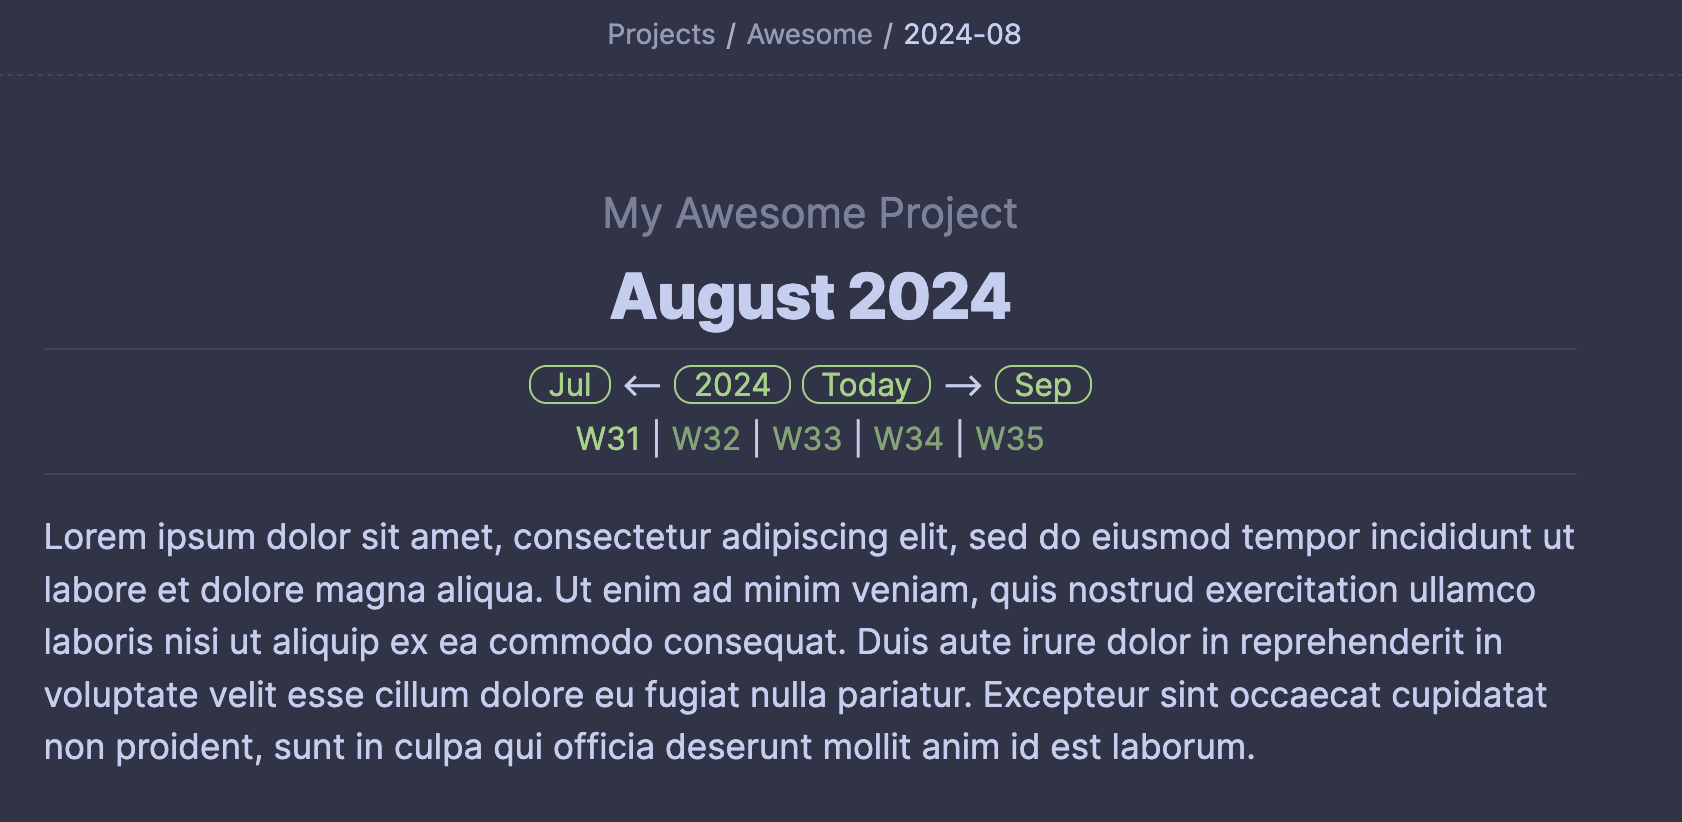 Projects / Awesome / 2024-08
My Awesome Project
August 2024
Jul ← 2024 Today → Sep
W31 | W32 | W33 | W34 | W35
Lorem ipsum dolor sit amet, consectetur adipiscing elit, sed do eiusmod tempor incididunt ut
labore et dolore magna aliqua. Ut enim ad minim veniam, quis nostrud exercitation ullamco
laboris nisi ut aliquip ex ea commodo consequat. Duis aute irure dolor in reprehenderit in
voluptate velit esse cillum dolore eu fugiat nulla pariatur. Excepteur sint occaecat cupidatat
non proident, sunt in culpa qui officia deserunt mollit anim id est laborum.